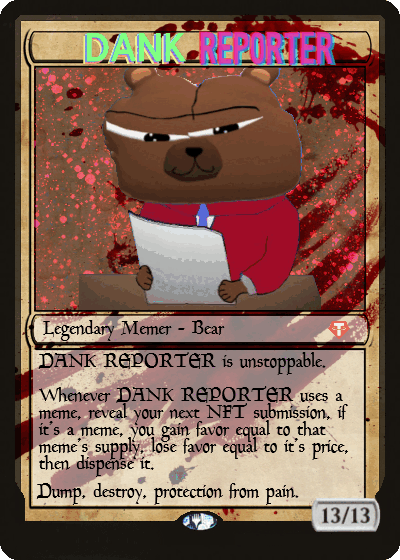 DANK REPORTER
Legendary Memer - Bear
DANK REPORTER is unstoppable.
Whenever DANK REPORTER uses a
meme, reveal your next NFT submission, if
it's a meme, you gain favor equal to that
meme's supply, lose favor equal to it's price,
then dispense it.
Dump, destroy, protection from pain.
13/13